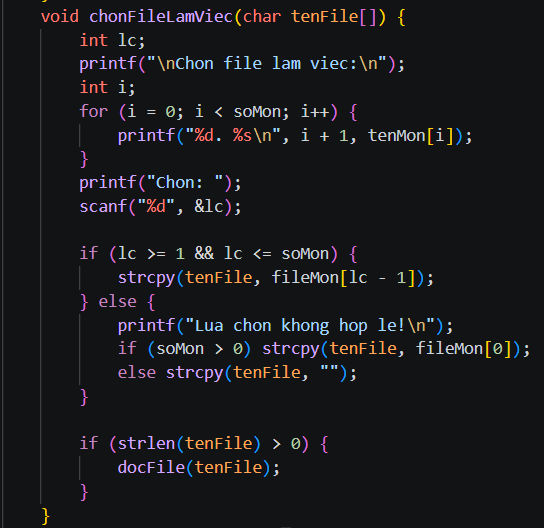 void chonFileLamViec(char tenFile[]) {
    int lc;
    printf("\nChon file lam viec:\n");
    int i;
    for (i = 0; i < soMon; i++) {
        printf("%d. %s\n", i + 1, tenMon[i]);
    }
    printf("Chon: ");
    scanf("%d", &lc);

    if (lc >= 1 && lc <= soMon) {
        strcpy(tenFile, fileMon[lc - 1]);
    } else {
        printf("Lua chon khong hop le!\n");
        if (soMon > 0) strcpy(tenFile, fileMon[0]);
        else strcpy(tenFile, "");
    }

    if (strlen(tenFile) > 0) {
        docFile(tenFile);
    }
}